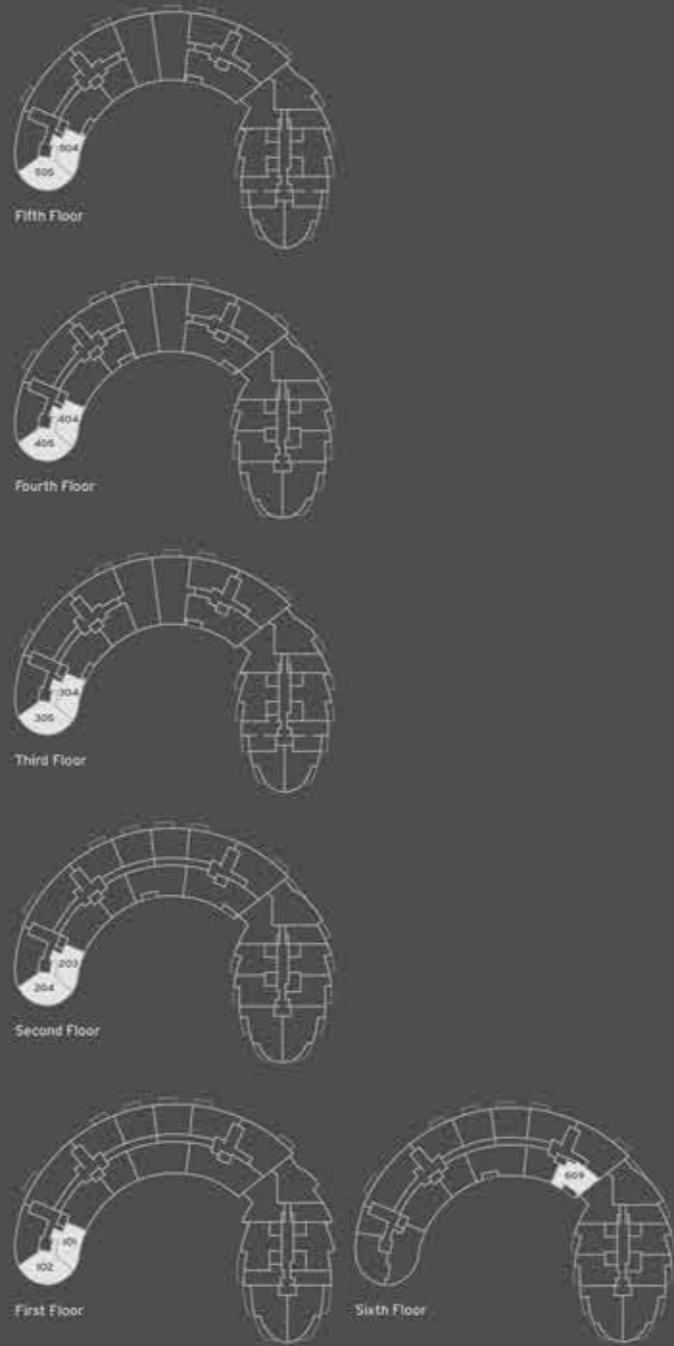 504
505
Fifth Floor
404
405
Fourth Floor
304
305
Third Floor
203
204
Second Floor
101
102
First Floor
609
Sixth Floor